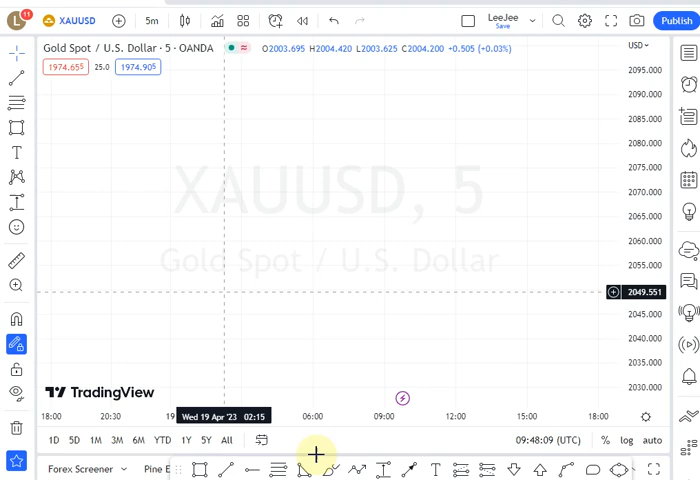 L 11 XAUUSD 5m LeeJee Save Publish
Gold Spot / U.S. Dollar · 5 · OANDA O2003.695 H2004.420 L2003.625 C2004.200 +0.505 (+0.03%) USD
1974.655 25.0 1974.905
2095.000
2090.000
2085.000
2080.000
2075.000
2070.000
XAUUSD, 5
2065.000
2060.000
Gold Spot / U.S. Dollar
2055.000
2049.551
2045.000
2040.000
2035.000
TradingView
2030.000
18:00 20:30 19 Wed 19 Apr '23 02:15 06:00 09:00 12:00 15:00 18:00
1D 5D 1M 3M 6M YTD 1Y 5Y All 09:48:09 (UTC) % log auto
Forex Screener Pine E